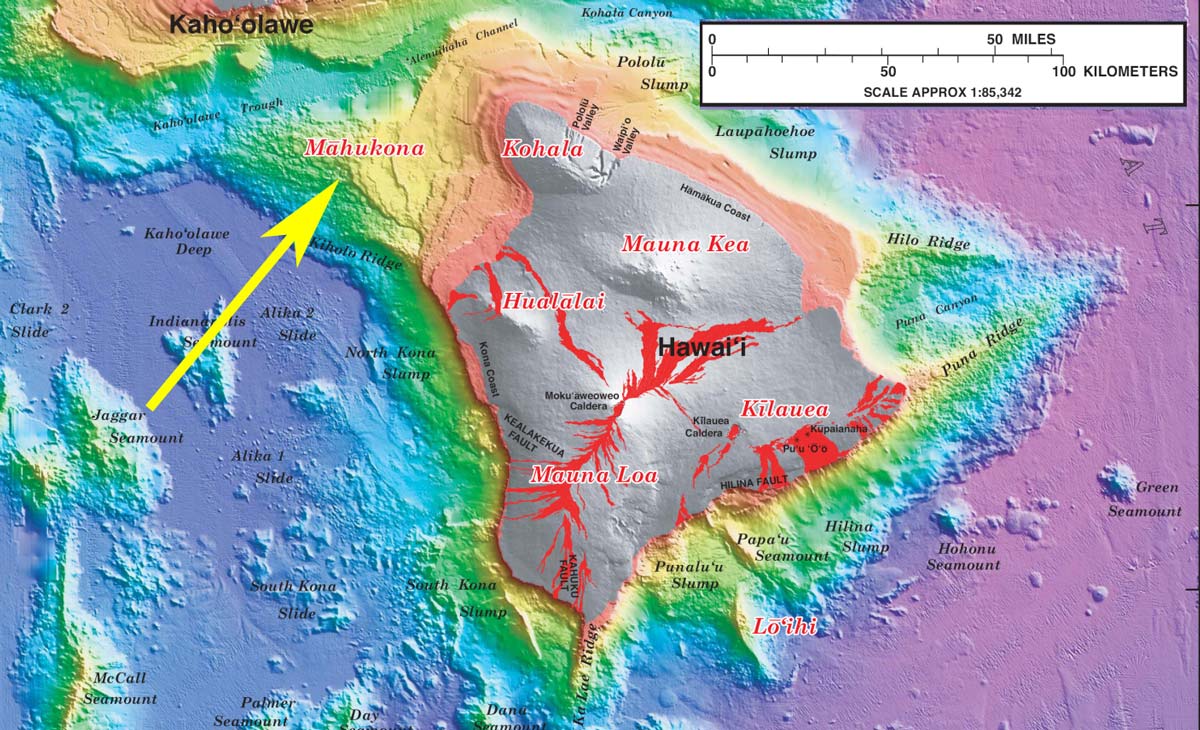 Kaho‘olawe
Kohala Canyon
‘Alenuihāhā Channel
0 50 MILES
0 50 100 KILOMETERS
SCALE APPROX 1:85,342
Pololū
Slump
Kaho‘olawe Trough
Pololū
Valley
Waipi‘o
Valley
Laupāhoehoe
Slump
Māhukona
Kohala
Hāmākua Coast
Kaho‘olawe
Deep
Kiholo Ridge
Mauna Kea
Hilo Ridge
Clark 2
Slide
Indianapolis
Seamount
Alika 2
Slide
Hualālai
Puna Canyon
Puna Ridge
North Kona
Slump
Kona Coast
Hawai‘i
Moku‘aweoweo
Caldera
Jaggar
Seamount
KEALAKEKUA
FAULT
Kīlauea
Kīlauea
Caldera
Kūpaianaha
Pu‘u ‘Ō‘ō
Alika 1
Slide
Mauna Loa
HILINA FAULT
Green
Seamount
Papa‘u
Seamount
Hilina
Slump
Hohonu
Seamount
Punalu‘u
Slump
South Kona
Slide
South Kona
Slump
KAHUKU
FAULT
Lō‘ihi
Ka Lae Ridge
McCall
Seamount
Palmer
Seamount
Day
Seamount
Dana
Seamount
A
T